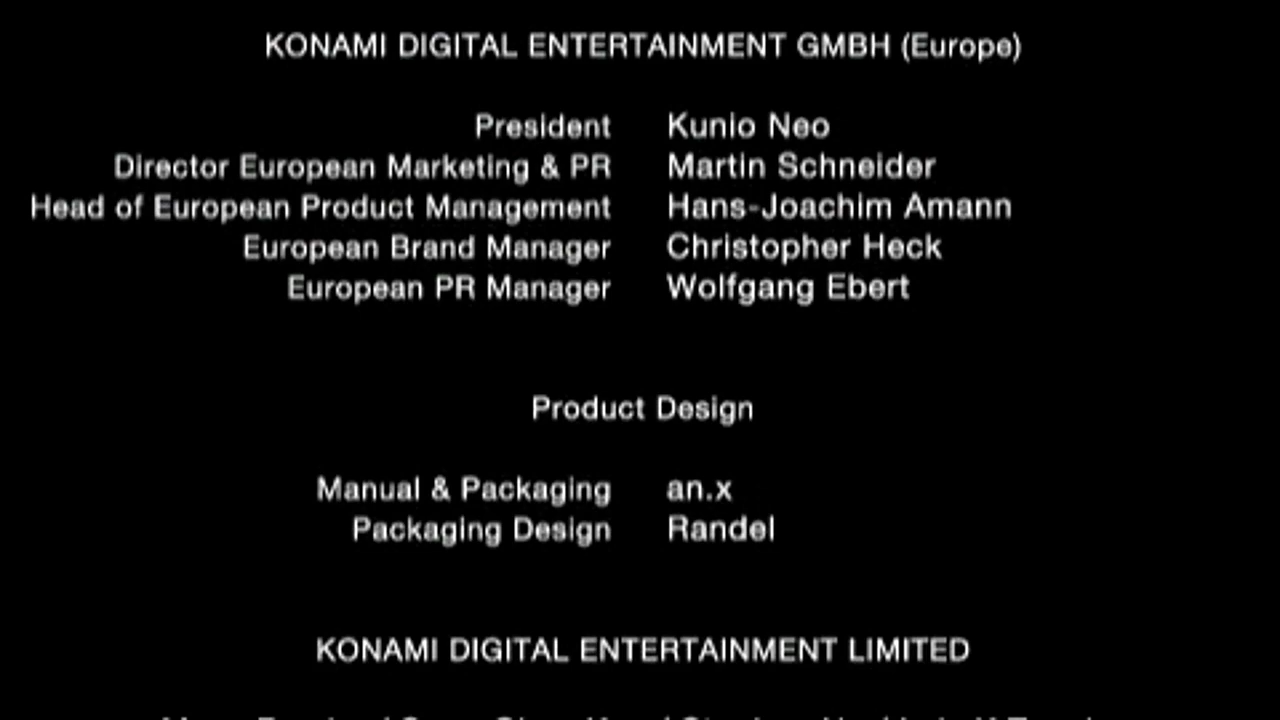 KONAMI DIGITAL ENTERTAINMENT GMBH (Europe)
President Kunio Neo
Director European Marketing & PR Martin Schneider
Head of European Product Management Hans-Joachim Amann
European Brand Manager Christopher Heck
European PR Manager Wolfgang Ebert
Product Design
Manual & Packaging an.x
Packaging Design Randel
KONAMI DIGITAL ENTERTAINMENT LIMITED